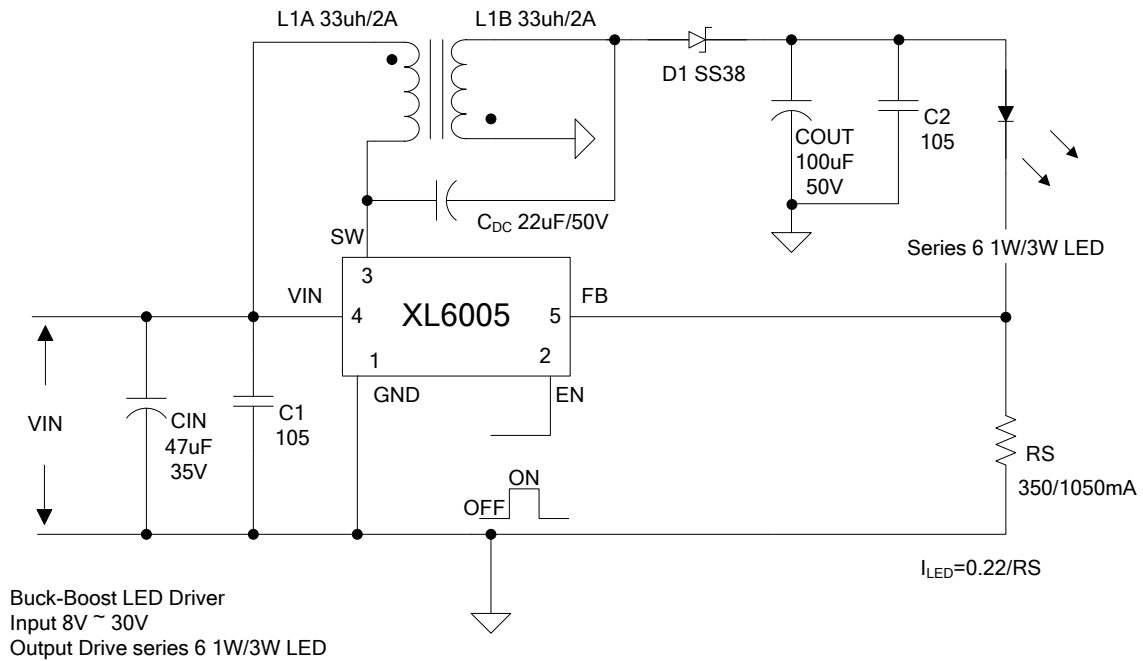 L1A 33uh/2A
L1B 33uh/2A
D1 SS38
COUT
100uF
50V
C2
105
CDC 22uF/50V
SW
Series 6 1W/3W LED
3
VIN
FB
4
XL6005
5
1
2
GND
EN
VIN
CIN
47uF
35V
C1
105
RS
350/1050mA
ON
OFF
ILED=0.22/RS
Buck-Boost LED Driver
Input 8V ~ 30V
Output Drive series 6 1W/3W LED